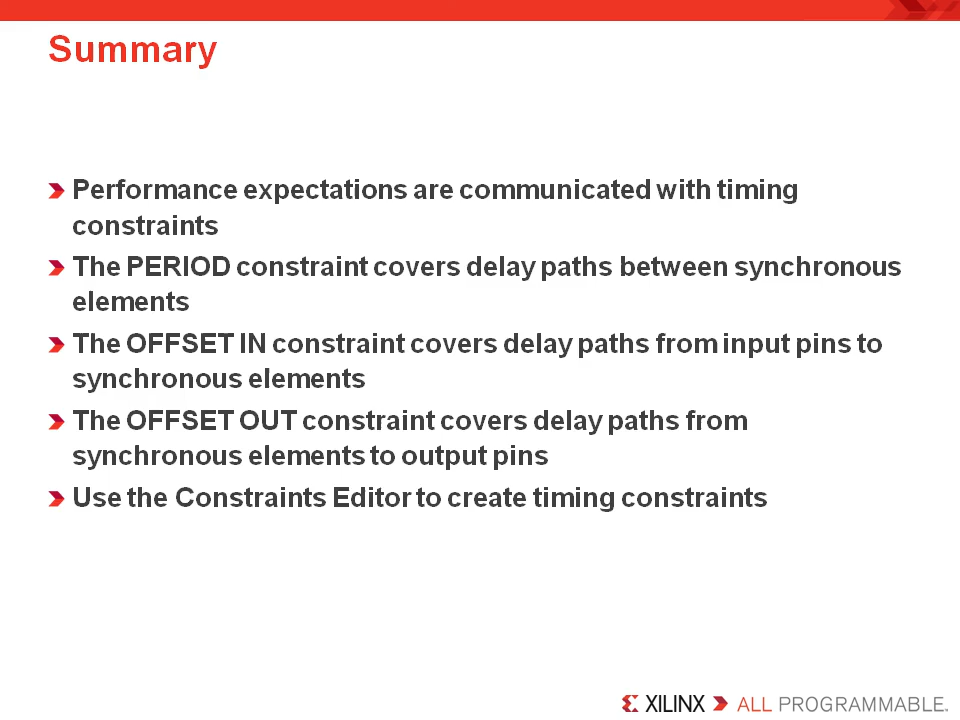 Summary
Performance expectations are communicated with timing
constraints
The PERIOD constraint covers delay paths between synchronous
elements
The OFFSET IN constraint covers delay paths from input pins to
synchronous elements
The OFFSET OUT constraint covers delay paths from
synchronous elements to output pins
Use the Constraints Editor to create timing constraints
XILINX ALL PROGRAMMABLE.